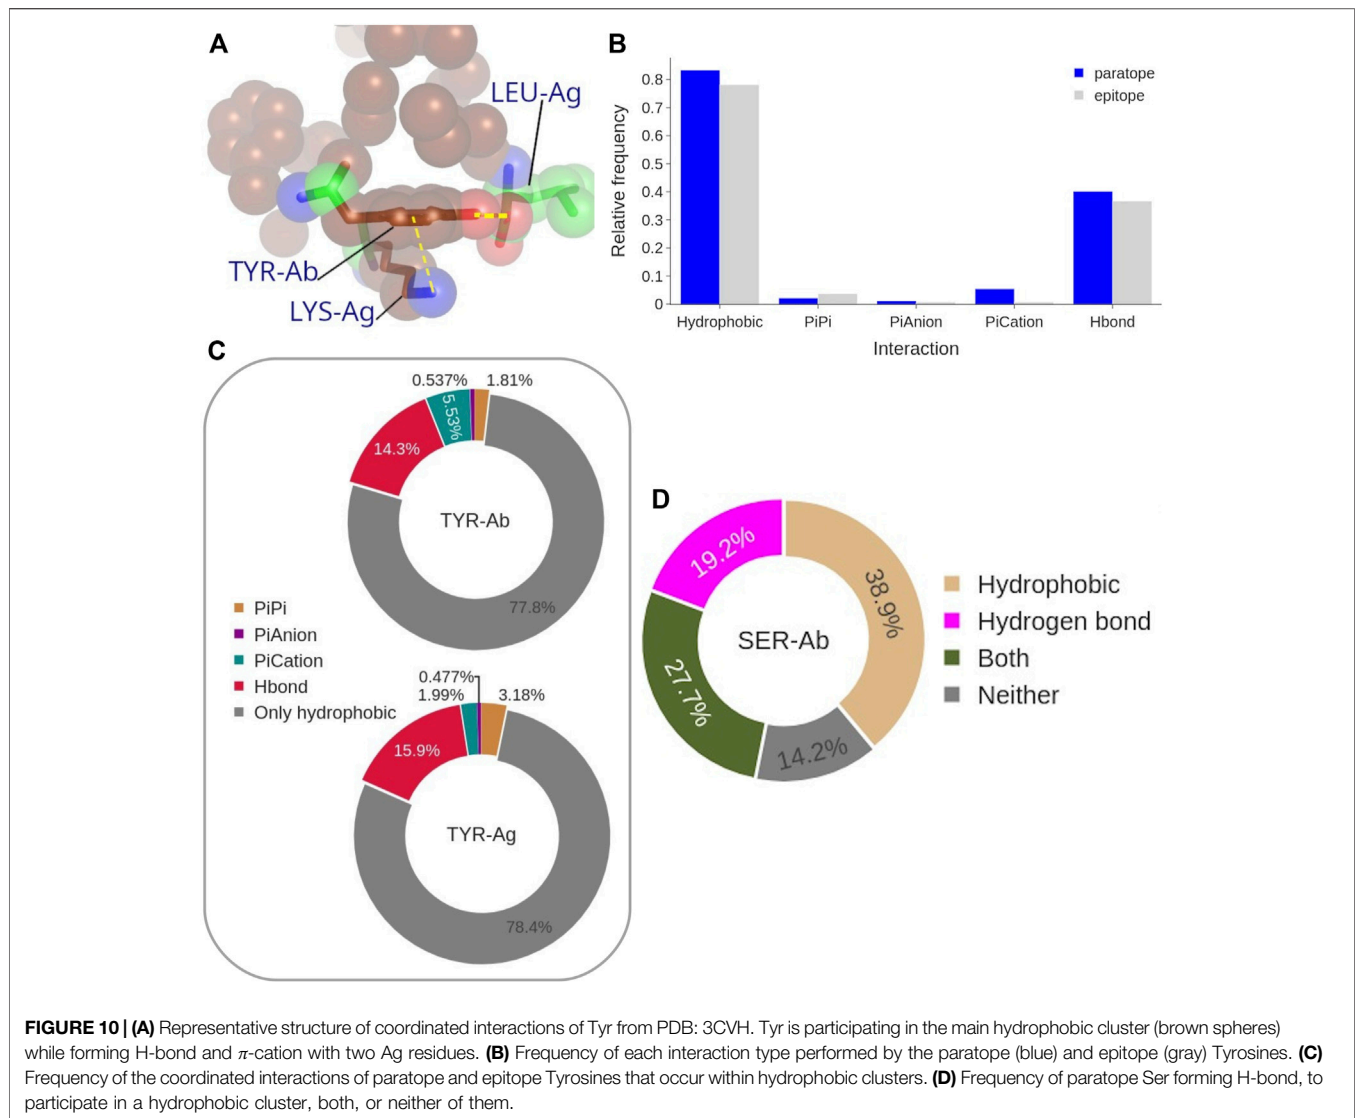 A
LEU-Ag
TYR-Ab
LYS-Ag
B
paratope
epitope
Relative frequency
0.8
0.7
0.6
0.5
0.4
0.3
0.2
0.1
0
Hydrophobic PiPi PiAnion PiCation Hbond
Interaction
C
0.537% 1.81%
5.53%
14.3%
TYR-Ab
77.8%
PiPi
PiAnion
PiCation
Hbond
Only hydrophobic
0.477%
1.99% 3.18%
15.9%
TYR-Ag
78.4%
D
19.2%
38.9%
SER-Ab
27.7%
14.2%
Hydrophobic
Hydrogen bond
Both
Neither
FIGURE 10 | (A) Representative structure of coordinated interactions of Tyr from PDB: 3CVH. Tyr is participating in the main hydrophobic cluster (brown spheres)
while forming H-bond and π-cation with two Ag residues. (B) Frequency of each interaction type performed by the paratope (blue) and epitope (gray) Tyrosines. (C)
Frequency of the coordinated interactions of paratope and epitope Tyrosines that occur within hydrophobic clusters. (D) Frequency of paratope Ser forming H-bond, to
participate in a hydrophobic cluster, both, or neither of them.